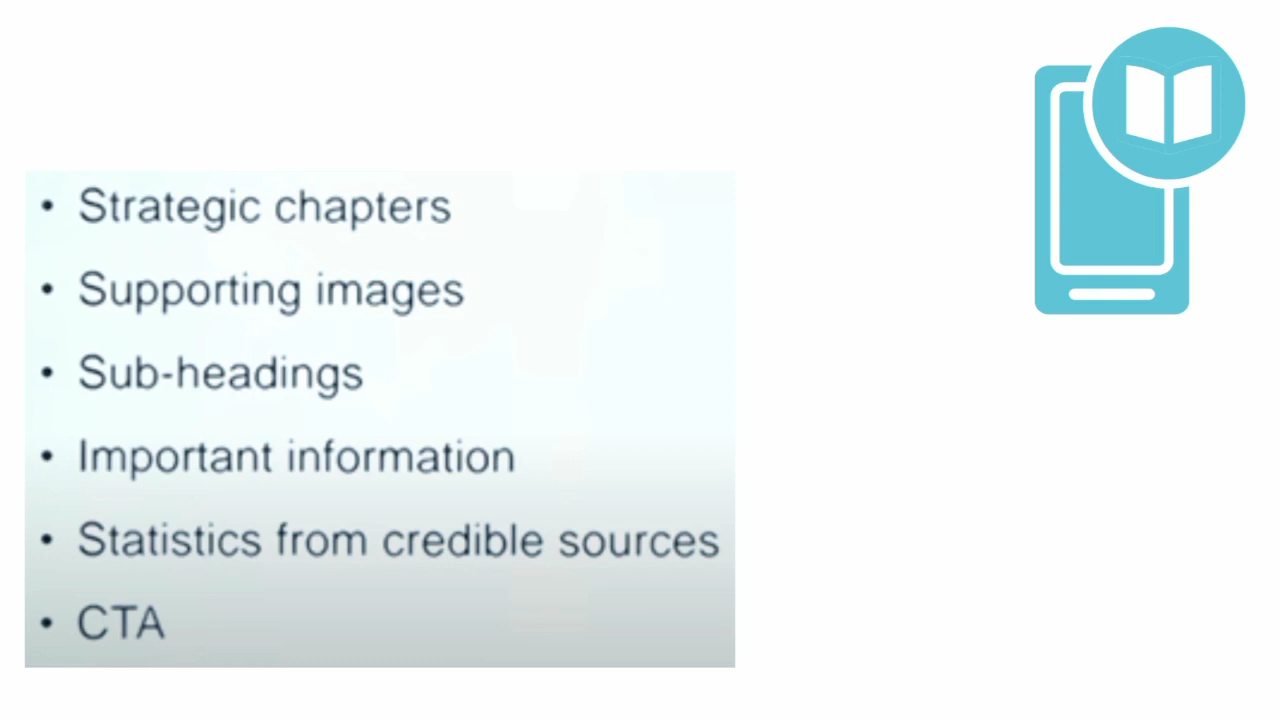 • Strategic chapters
• Supporting images
• Sub-headings
• Important information
• Statistics from credible sources
• CTA